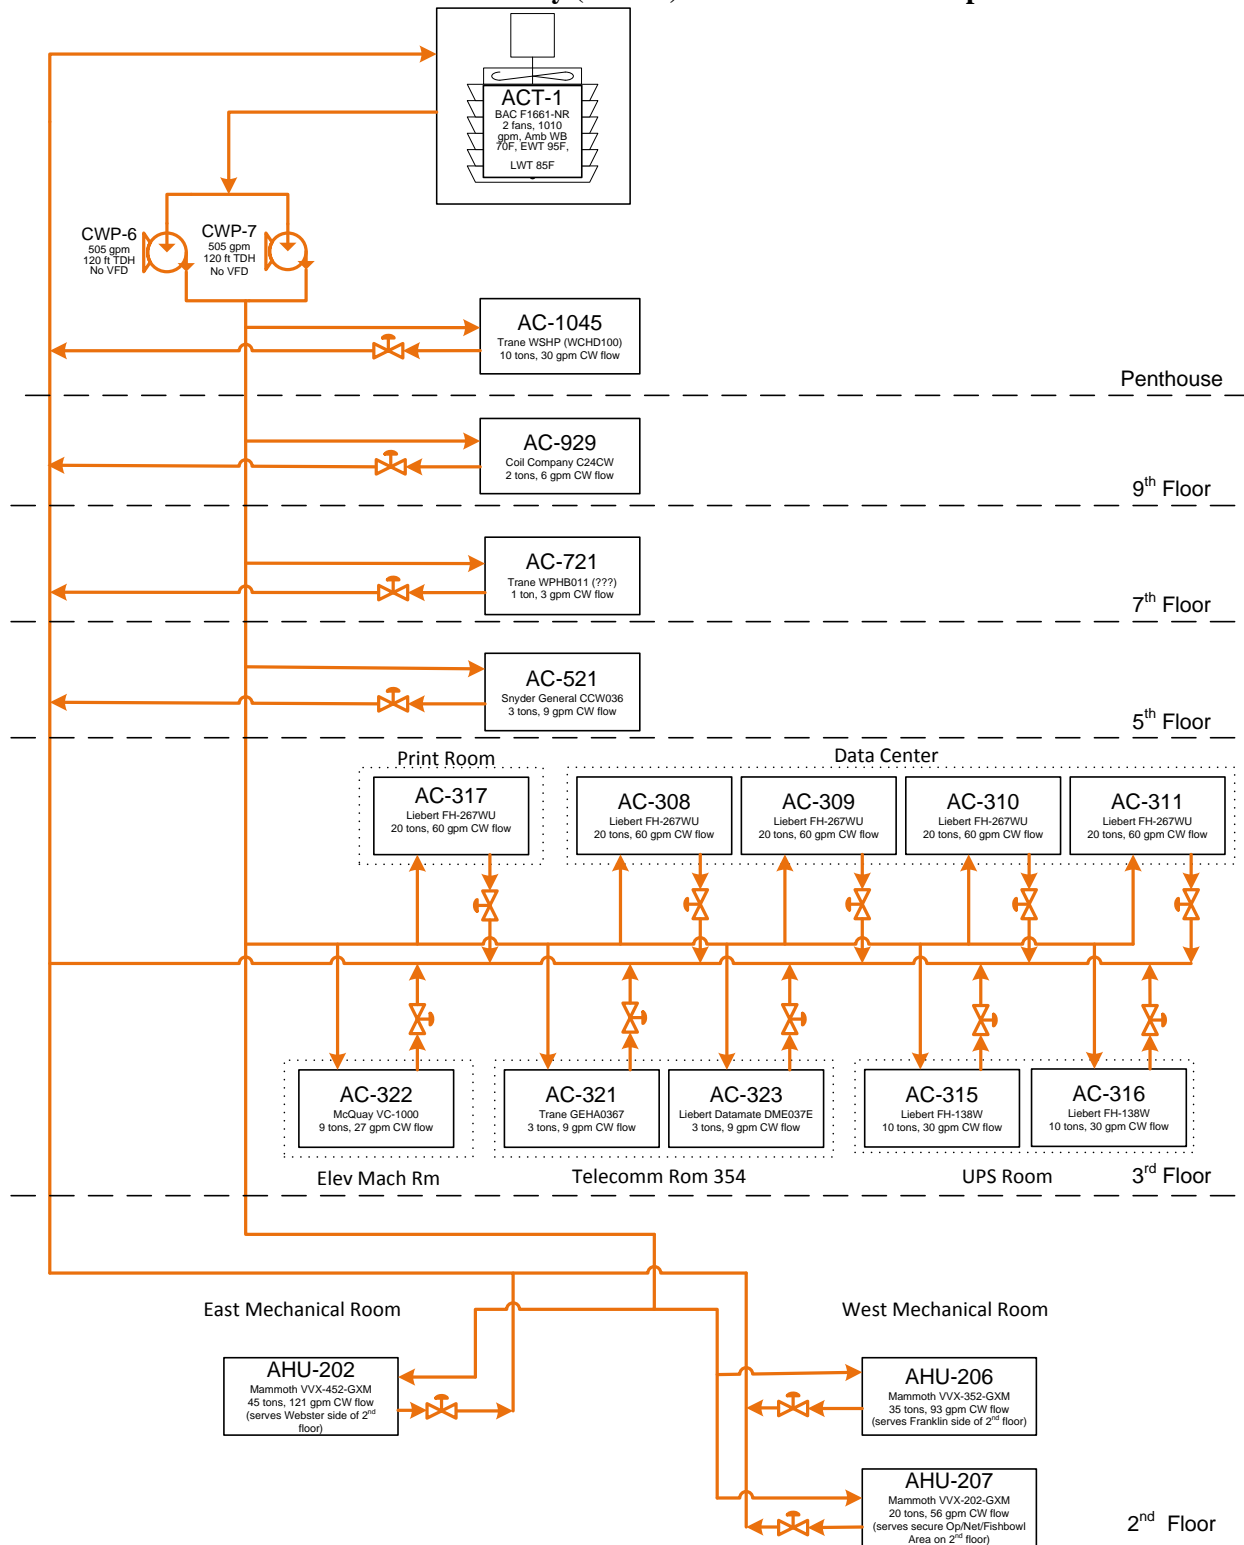 ACT-1
BAC F1661-NR
2 fans, 1010
gpm, Amb WB
70F, EWT 95F,
LWT 85F
CWP-6
505 gpm
120 ft TDH
No VFD
CWP-7
505 gpm
120 ft TDH
No VFD
AC-1045
Trane WSHP (WCHD100)
10 tons, 30 gpm CW flow
Penthouse
AC-929
Coil Company C24CW
2 tons, 6 gpm CW flow
9th Floor
AC-721
Trane WPHB011 (???)
1 ton, 3 gpm CW flow
7th Floor
AC-521
Snyder General CCW036
3 tons, 9 gpm CW flow
5th Floor
Print Room
AC-317
Liebert FH-267WU
20 tons, 60 gpm CW flow
Data Center
AC-308
Liebert FH-267WU
20 tons, 60 gpm CW flow
AC-309
Liebert FH-267WU
20 tons, 60 gpm CW flow
AC-310
Liebert FH-267WU
20 tons, 60 gpm CW flow
AC-311
Liebert FH-267WU
20 tons, 60 gpm CW flow
AC-322
McQuay VC-1000
9 tons, 27 gpm CW flow
Elev Mach Rm
AC-321
Trane GEHA0367
3 tons, 9 gpm CW flow
AC-323
Liebert Datamate DME037E
3 tons, 9 gpm CW flow
Telecomm Rom 354
AC-315
Liebert FH-138W
10 tons, 30 gpm CW flow
AC-316
Liebert FH-138W
10 tons, 30 gpm CW flow
UPS Room
3rd Floor
East Mechanical Room
West Mechanical Room
AHU-202
Mammoth VVX-452-GXM
45 tons, 121 gpm CW flow
(serves Webster side of 2nd
floor)
AHU-206
Mammoth VVX-352-GXM
35 tons, 93 gpm CW flow
(serves Franklin side of 2nd floor)
AHU-207
Mammoth VVX-202-GXM
20 tons, 56 gpm CW flow
(serves secure Op/Net/Fishbowl
Area on 2nd floor)
2nd Floor